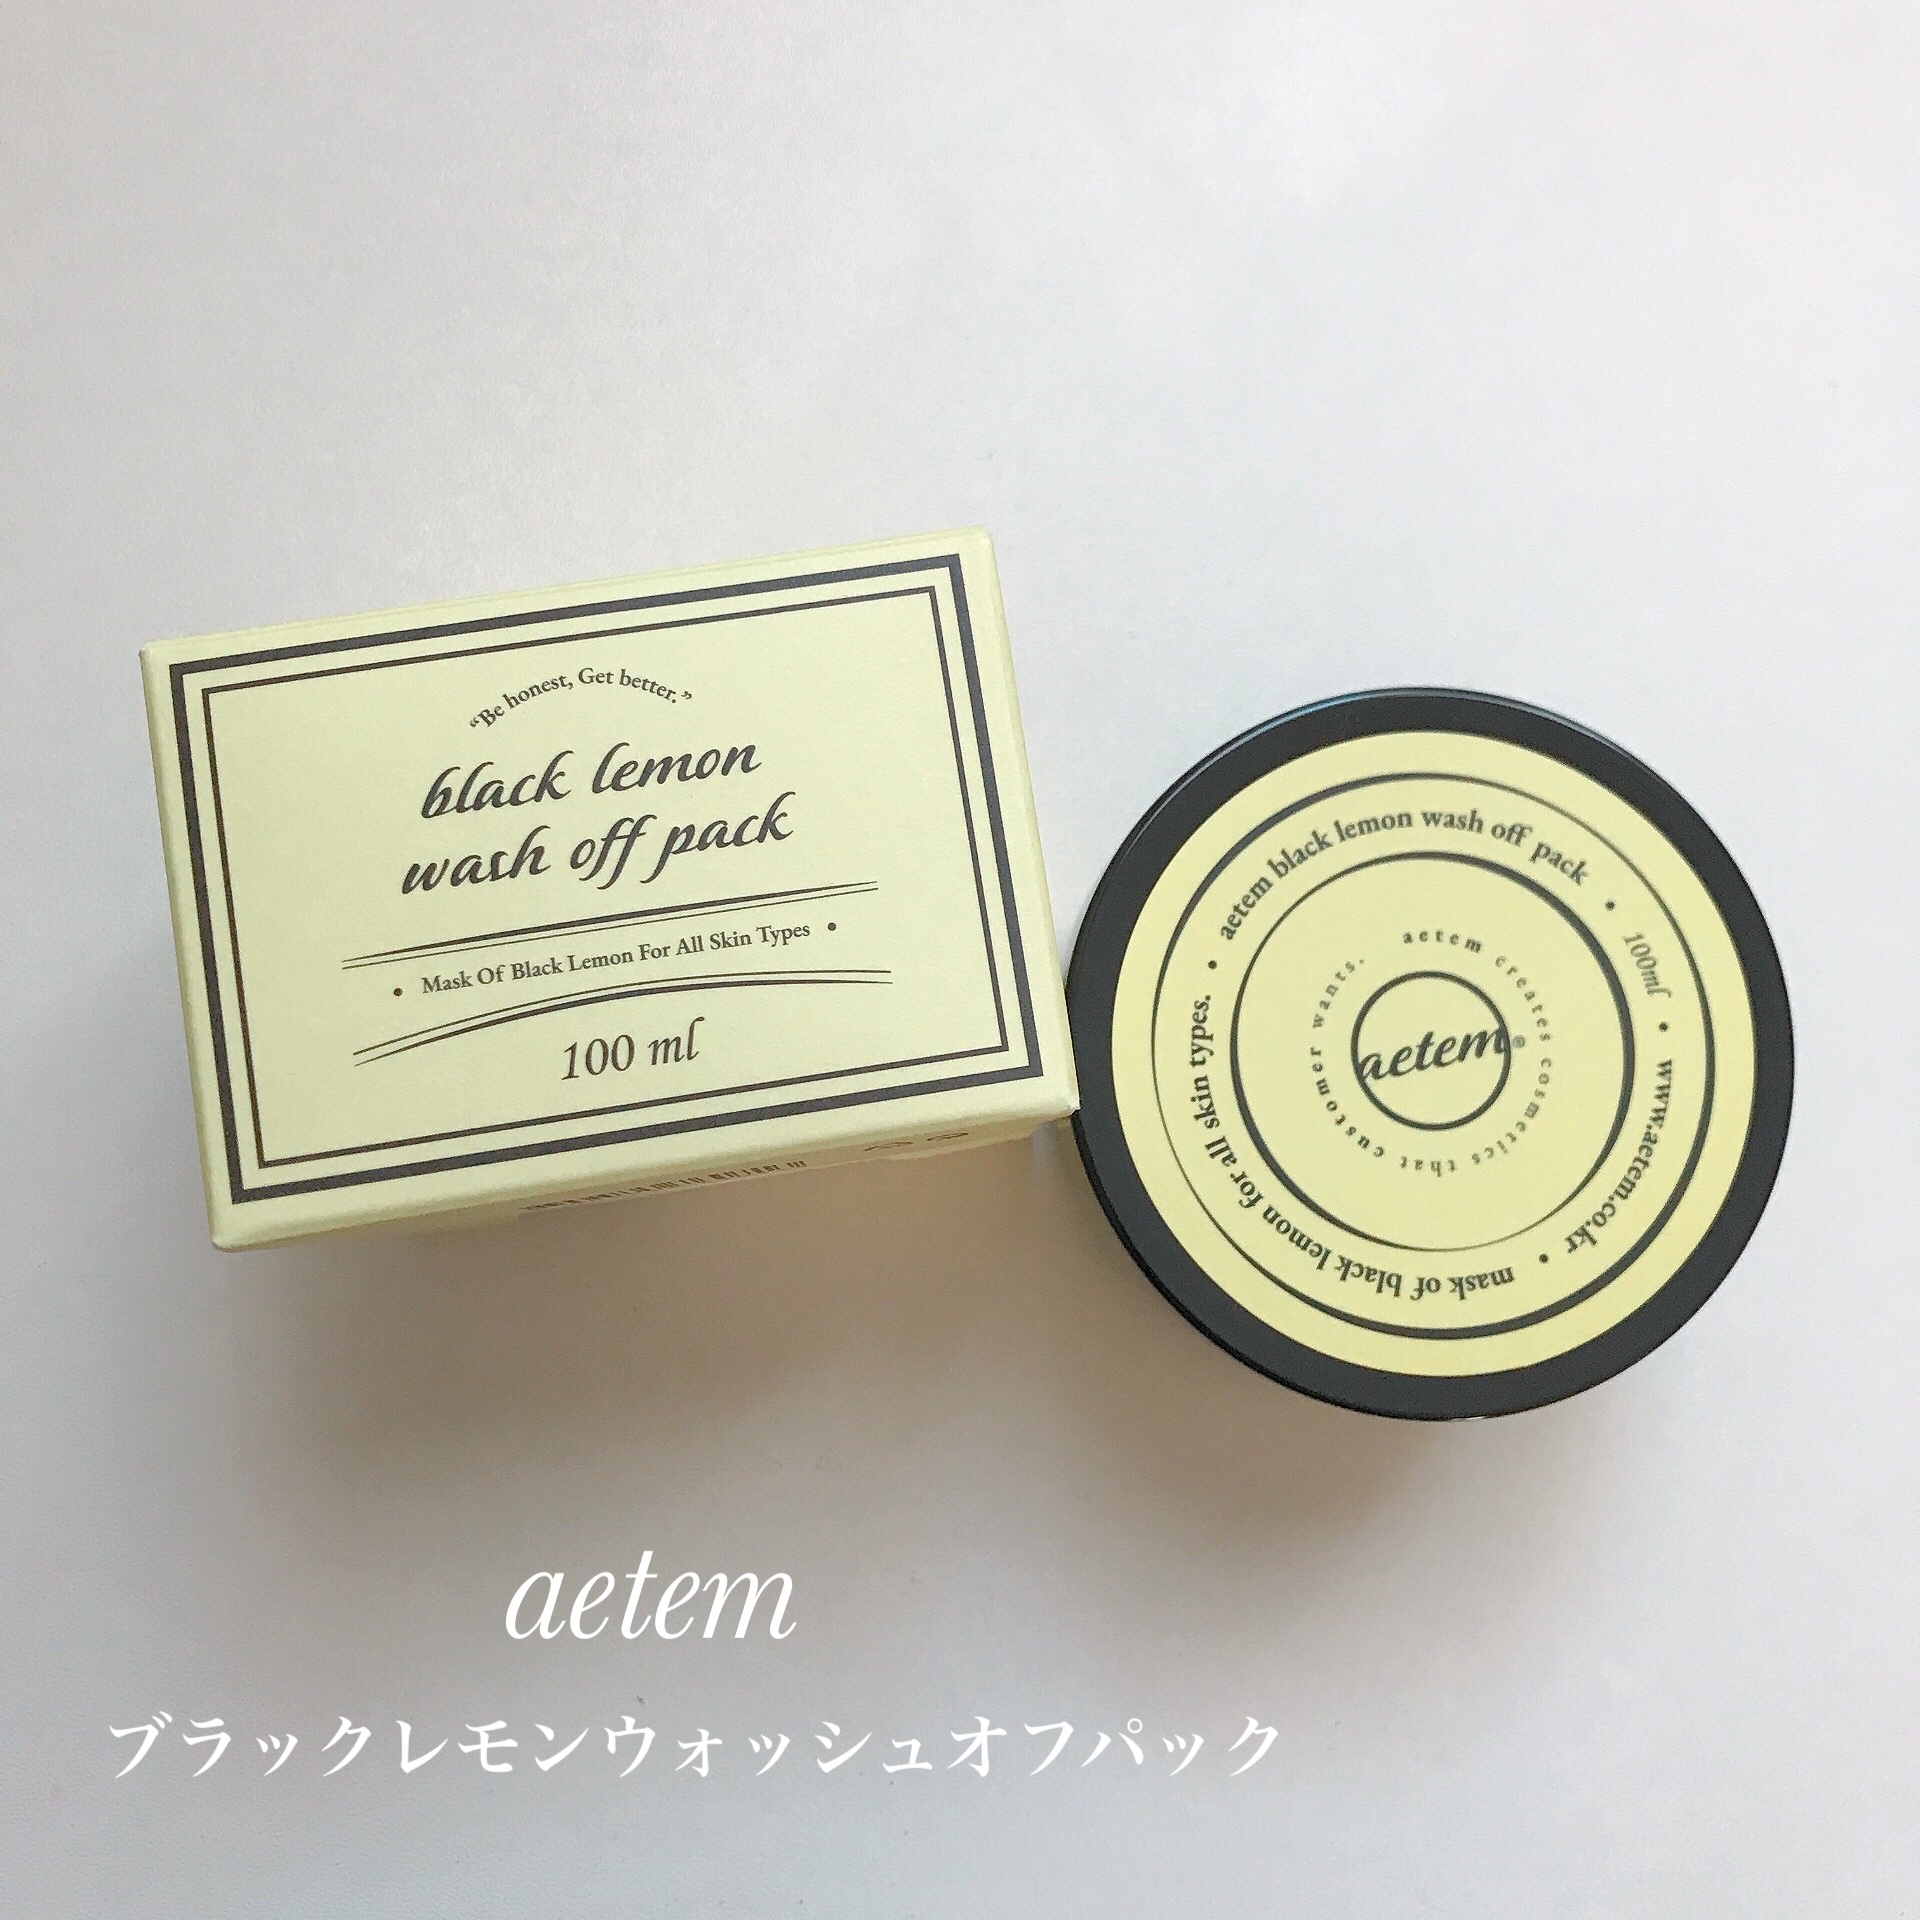 “Be honest, Get better.”
black lemon
wash off pack
• Mask Of Black Lemon For All Skin Types •
100 ml
• aetem black lemon wash off pack • 100ml • www.aetem.co.kr • mask of black lemon for all skin types.
aetem creates cosmetics that customer wants.
aetem®
aetem
ブラックレモンウォッシュオフパック